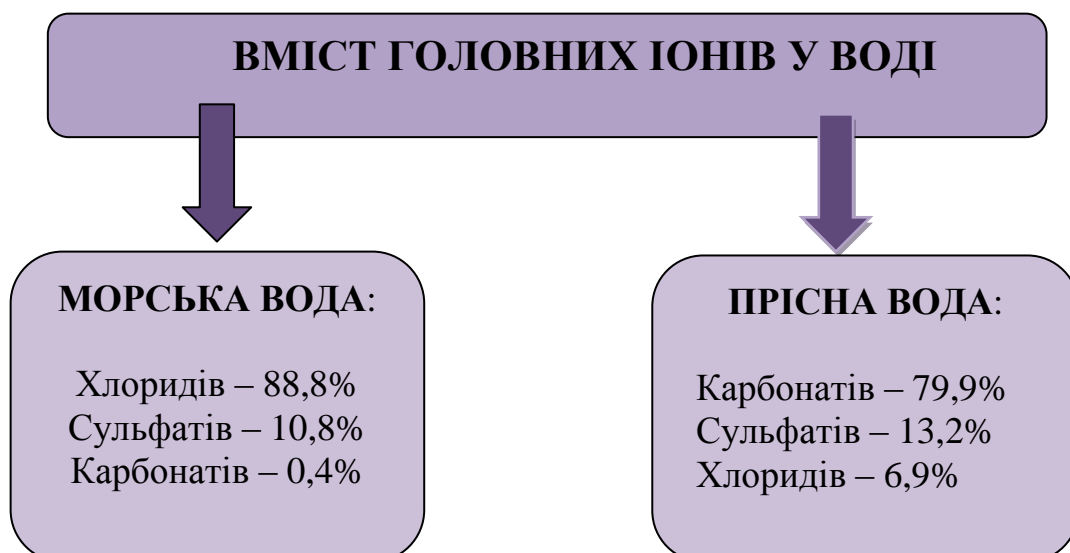 ВМІСТ ГОЛОВНИХ ІОНІВ У ВОДІ
МОРСЬКА ВОДА:
Хлоридів – 88,8%
Сульфатів – 10,8%
Карбонатів – 0,4%
ПРІСНА ВОДА:
Карбонатів – 79,9%
Сульфатів – 13,2%
Хлоридів – 6,9%